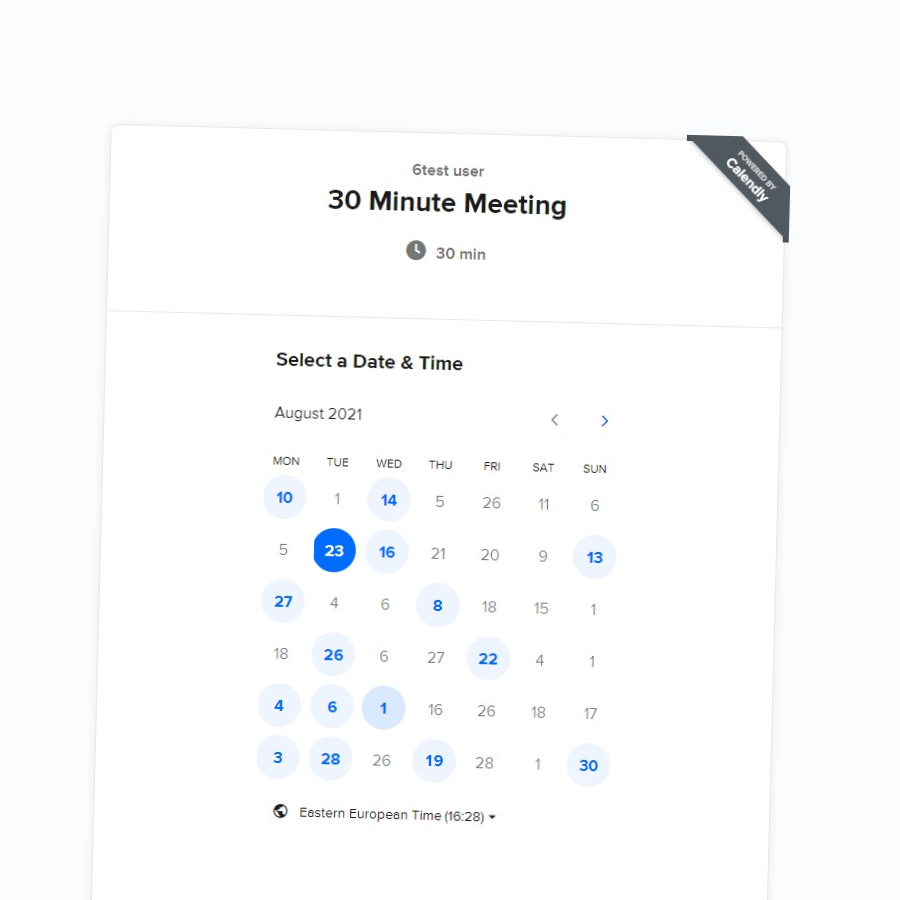 POWERED BY
Calendly
6test user
30 Minute Meeting
30 min
Select a Date & Time
August 2021
MON TUE WED THU FRI SAT SUN
10 1 14 5 26 11 6
5 23 16 21 20 9 13
27 4 6 8 18 15 1
18 26 6 27 22 4 1
4 6 1 16 26 18 17
3 28 26 19 28 1 30
Eastern European Time (16:28)